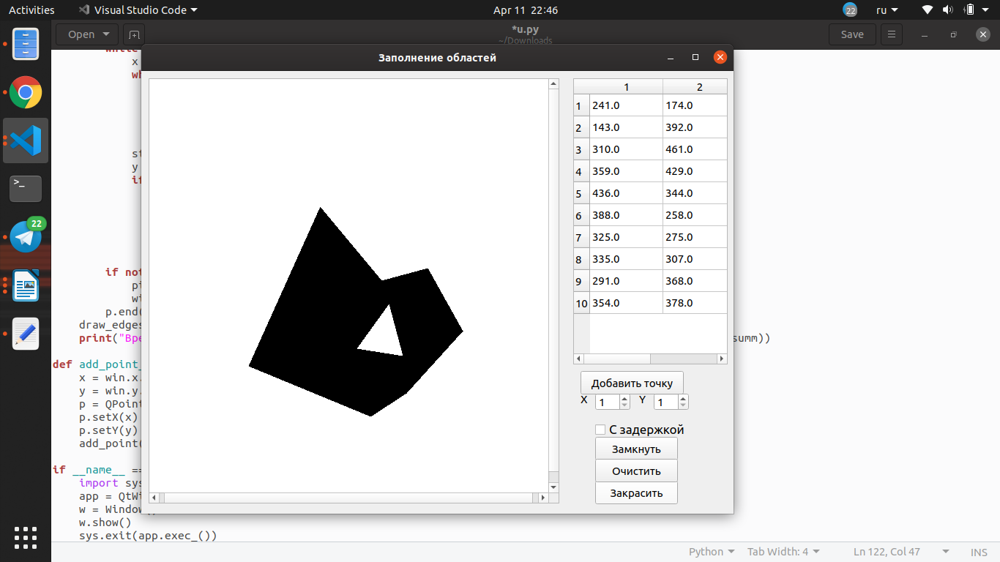 Activities Visual Studio Code Apr 11 22:46 22 ru
Open *u.py Save
~/Downloads
Заполнение областей
x
st
y
if
if not
pi
wi
p.end(
draw_edges
print("Вре summ))
def add_point_
x = win.x.
y = win.y.
p = QPoint
p.setX(x)
p.setY(y)
add_point(
if __name__ ==
import sys
app = QtWi
w = Window
w.show()
sys.exit(app.exec_())
1 2
1 241.0 174.0
2 143.0 392.0
3 310.0 461.0
4 359.0 429.0
5 436.0 344.0
6 388.0 258.0
7 325.0 275.0
8 335.0 307.0
9 291.0 368.0
10 354.0 378.0
Добавить точку
X 1 Y 1
С задержкой
Замкнуть
Очистить
Закрасить
22
>_
Python Tab Width: 4 Ln 122, Col 47 INS